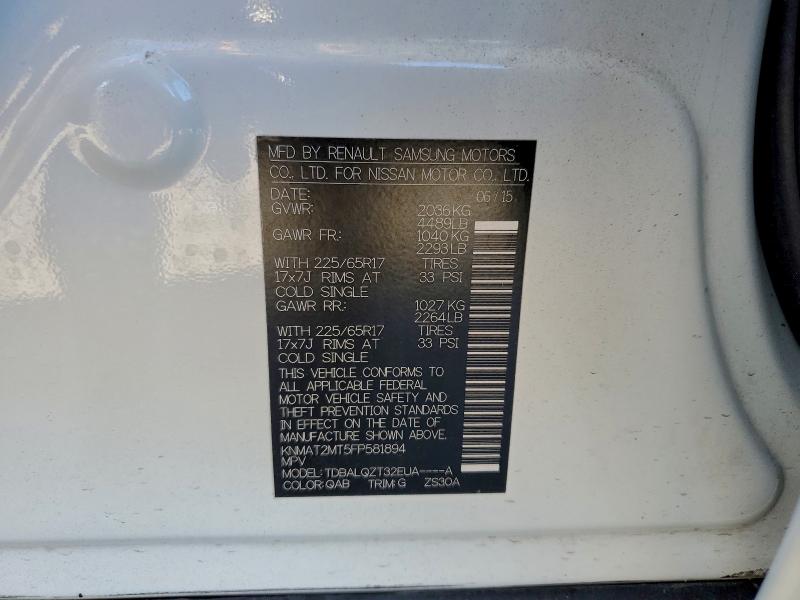 MFD BY RENAULT SAMSUNG MOTORS
CO., LTD. FOR NISSAN MOTOR CO., LTD.
DATE: 06/15
GVWR: 2036KG
4489LB
GAWR FR.: 1040KG
2293LB
WITH 225/65R17 TIRES
17x7J RIMS AT 33 PSI
COLD SINGLE
GAWR RR.: 1027KG
2264LB
WITH 225/65R17 TIRES
17x7J RIMS AT 33 PSI
COLD SINGLE
THIS VEHICLE CONFORMS TO
ALL APPLICABLE FEDERAL
MOTOR VEHICLE SAFETY AND
THEFT PREVENTION STANDARDS
IN EFFECT ON THE DATE OF
MANUFACTURE SHOWN ABOVE.
KNMAT2MT5FP581894
MPV
MODEL: TDBALQZT32EUA----A
COLOR:QAB TRIM:G ZS30A